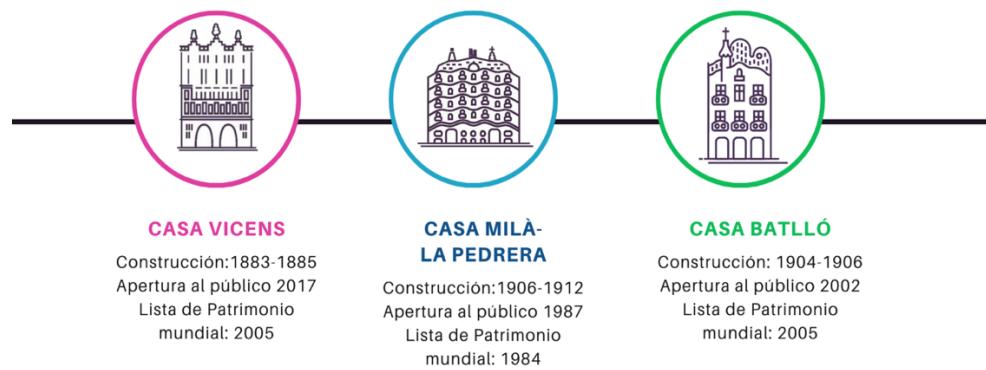 CASA VICENS
Construcción:1883-1885
Apertura al público 2017
Lista de Patrimonio
mundial: 2005
CASA MILÀ-
LA PEDRERA
Construcción:1906-1912
Apertura al público 1987
Lista de Patrimonio
mundial: 1984
CASA BATLLÓ
Construcción: 1904-1906
Apertura al público 2002
Lista de Patrimonio
mundial: 2005